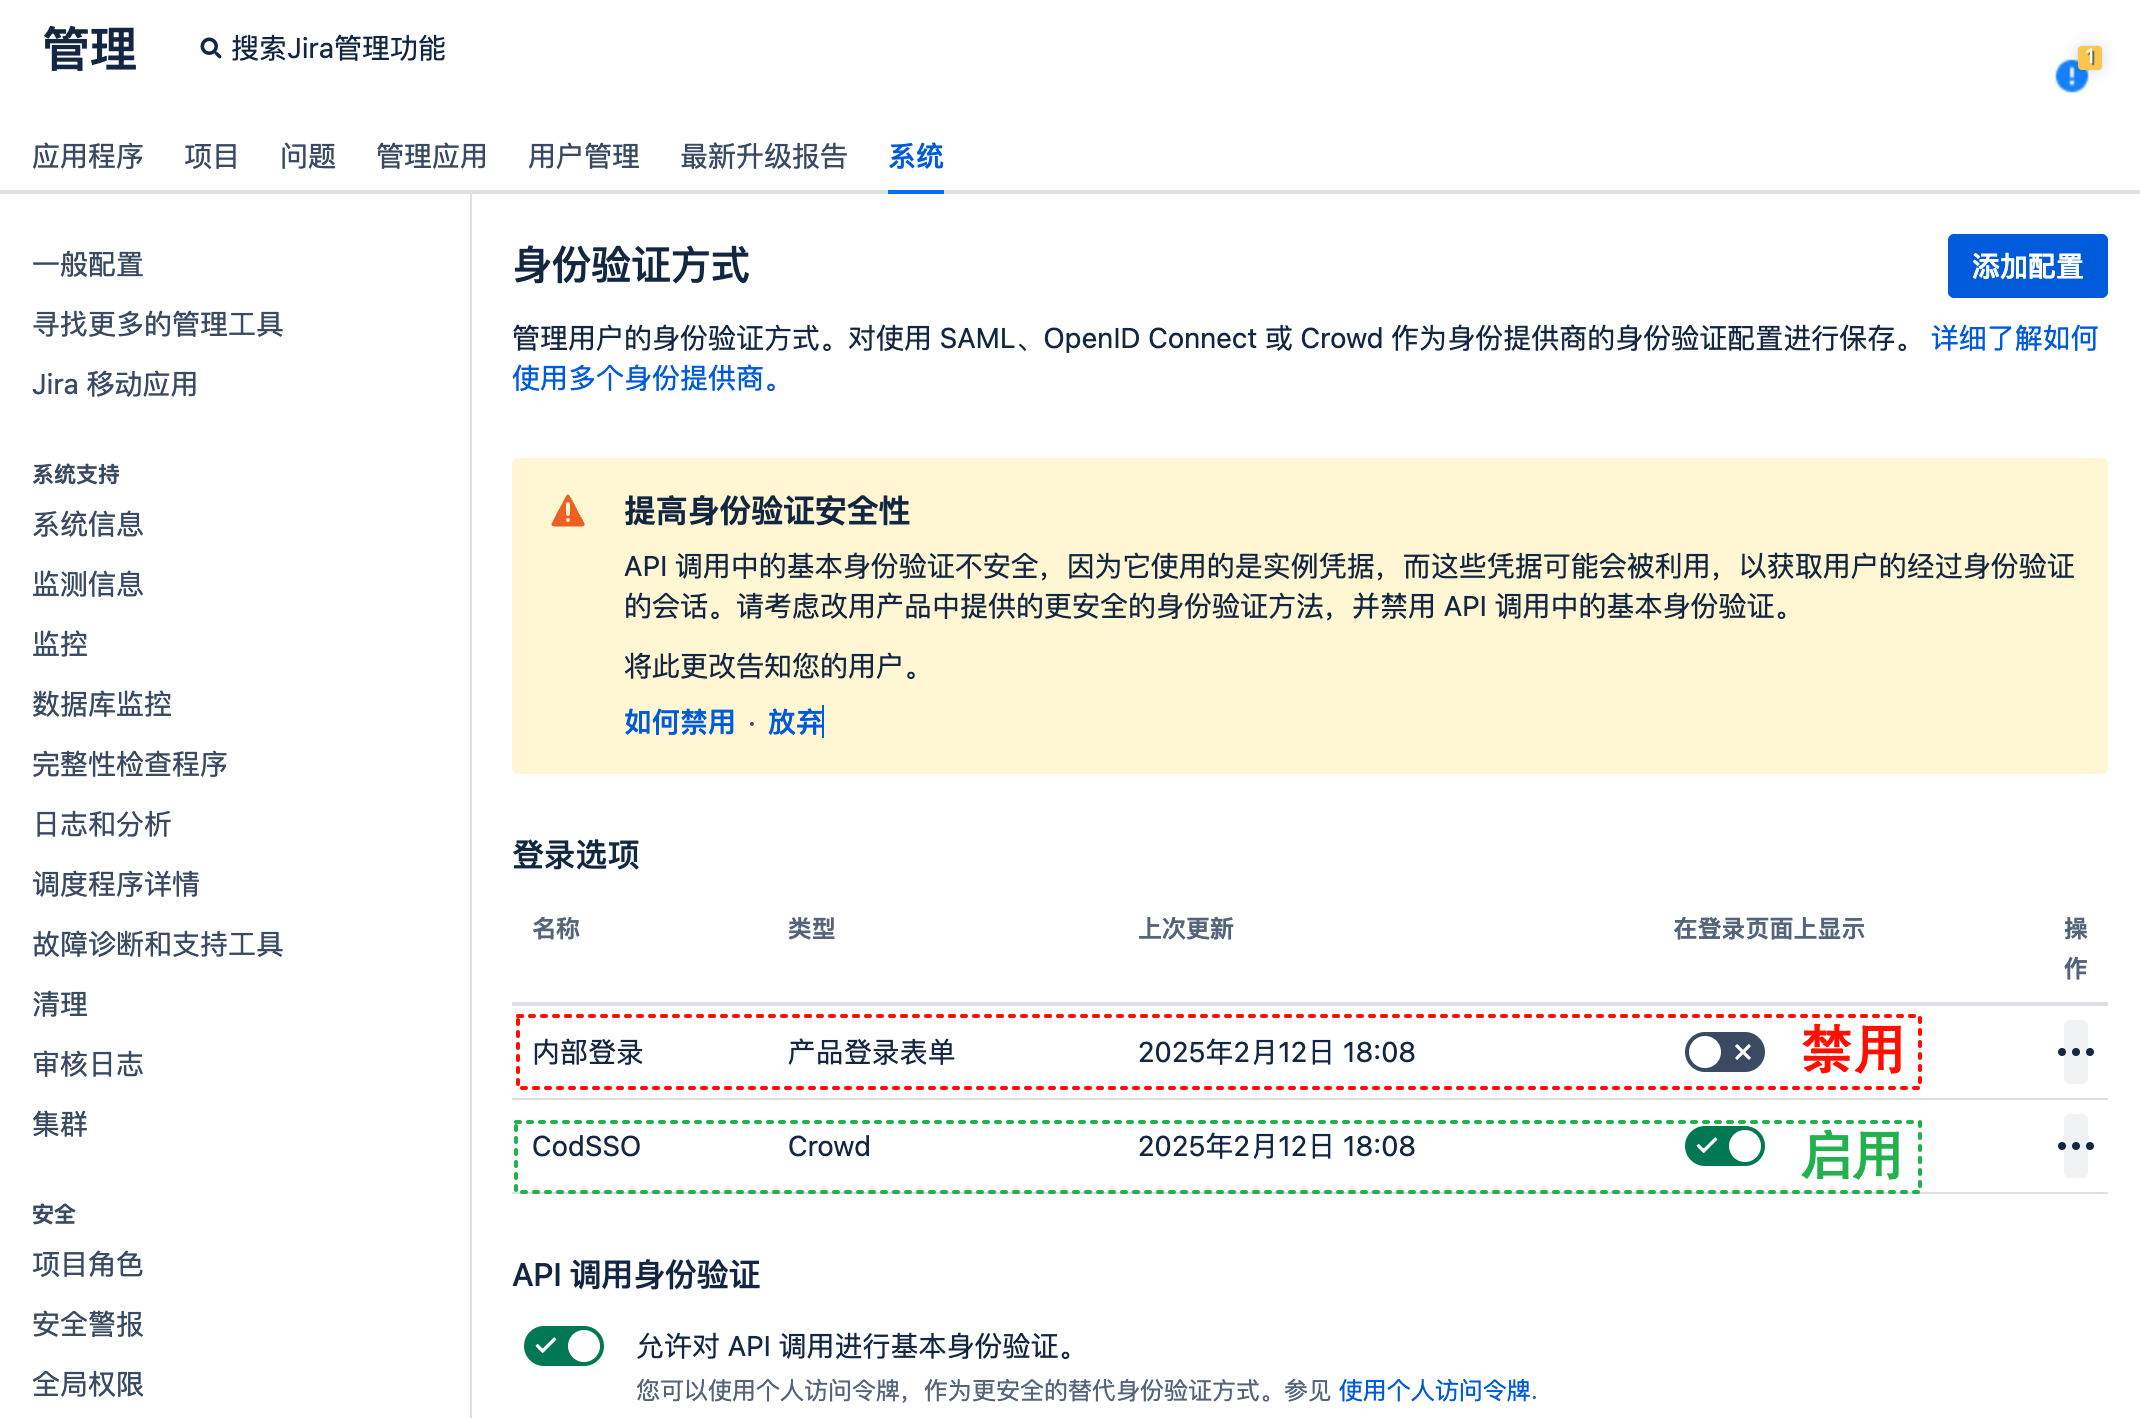 管理
搜索Jira管理功能
1
应用程序 项目 问题 管理应用 用户管理 最新升级报告 系统
一般配置
寻找更多的管理工具
Jira 移动应用
系统支持
系统信息
监测信息
监控
数据库监控
完整性检查程序
日志和分析
调度程序详情
故障诊断和支持工具
清理
审核日志
集群
安全
项目角色
安全警报
全局权限
身份验证方式
添加配置
管理用户的身份验证方式。对使用 SAML、OpenID Connect 或 Crowd 作为身份提供商的身份验证配置进行保存。 详细了解如何
使用多个身份提供商。
提高身份验证安全性
API 调用中的基本身份验证不安全，因为它使用的是实例凭据，而这些凭据可能会被利用，以获取用户的经过身份验证
的会话。请考虑改用产品中提供的更安全的身份验证方法，并禁用 API 调用中的基本身份验证。
将此更改告知您的用户。
如何禁用 · 放弃
登录选项
名称 类型 上次更新 在登录页面上显示 操
作
内部登录 产品登录表单 2025年2月12日 18:08 禁用
CodSSO Crowd 2025年2月12日 18:08 启用
API 调用身份验证
允许对 API 调用进行基本身份验证。
您可以使用个人访问令牌，作为更安全的替代身份验证方式。参见 使用个人访问令牌.